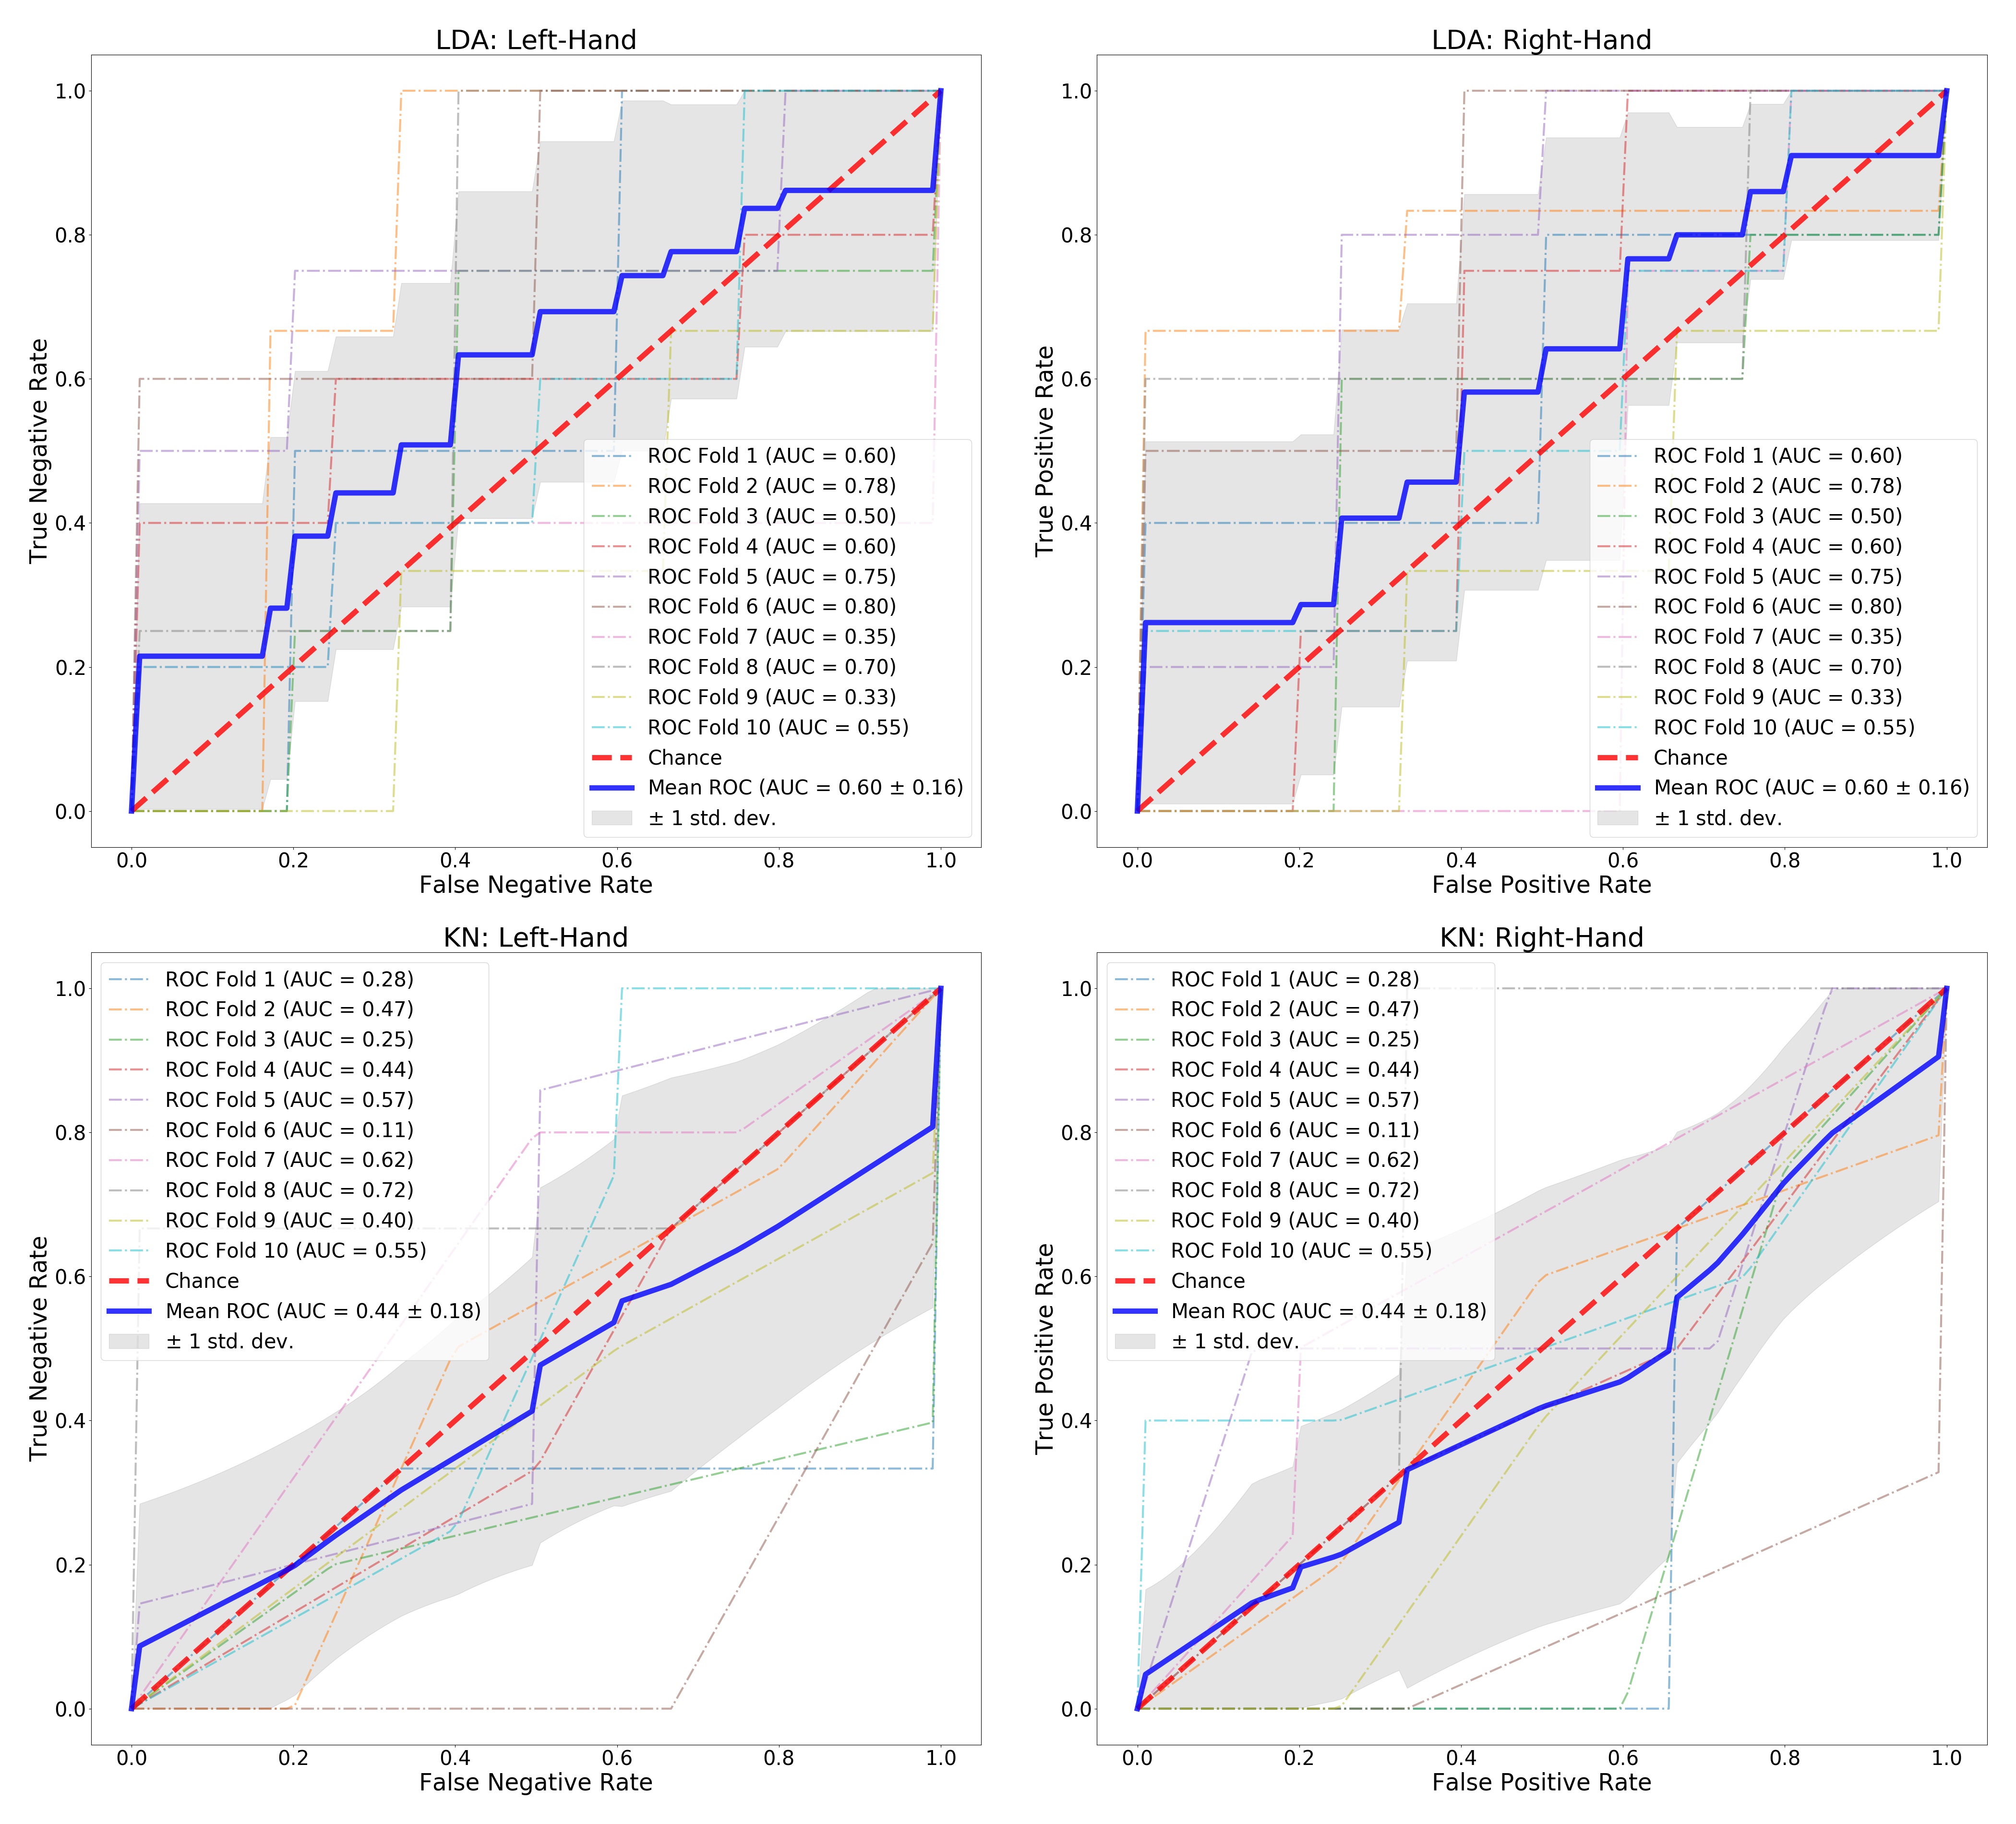 LDA: Left-Hand
True Negative Rate
1.0
0.8
0.6
0.4
0.2
0.0
ROC Fold 1 (AUC = 0.60)
ROC Fold 2 (AUC = 0.78)
ROC Fold 3 (AUC = 0.50)
ROC Fold 4 (AUC = 0.60)
ROC Fold 5 (AUC = 0.75)
ROC Fold 6 (AUC = 0.80)
ROC Fold 7 (AUC = 0.35)
ROC Fold 8 (AUC = 0.70)
ROC Fold 9 (AUC = 0.33)
ROC Fold 10 (AUC = 0.55)
Chance
Mean ROC (AUC = 0.60 ± 0.16)
± 1 std. dev.
0.0 0.2 0.4 0.6 0.8 1.0
False Negative Rate
LDA: Right-Hand
True Positive Rate
1.0
0.8
0.6
0.4
0.2
0.0
ROC Fold 1 (AUC = 0.60)
ROC Fold 2 (AUC = 0.78)
ROC Fold 3 (AUC = 0.50)
ROC Fold 4 (AUC = 0.60)
ROC Fold 5 (AUC = 0.75)
ROC Fold 6 (AUC = 0.80)
ROC Fold 7 (AUC = 0.35)
ROC Fold 8 (AUC = 0.70)
ROC Fold 9 (AUC = 0.33)
ROC Fold 10 (AUC = 0.55)
Chance
Mean ROC (AUC = 0.60 ± 0.16)
± 1 std. dev.
0.0 0.2 0.4 0.6 0.8 1.0
False Positive Rate
KN: Left-Hand
True Negative Rate
1.0
0.8
0.6
0.4
0.2
0.0
ROC Fold 1 (AUC = 0.28)
ROC Fold 2 (AUC = 0.47)
ROC Fold 3 (AUC = 0.25)
ROC Fold 4 (AUC = 0.44)
ROC Fold 5 (AUC = 0.57)
ROC Fold 6 (AUC = 0.11)
ROC Fold 7 (AUC = 0.62)
ROC Fold 8 (AUC = 0.72)
ROC Fold 9 (AUC = 0.40)
ROC Fold 10 (AUC = 0.55)
Chance
Mean ROC (AUC = 0.44 ± 0.18)
± 1 std. dev.
0.0 0.2 0.4 0.6 0.8 1.0
False Negative Rate
KN: Right-Hand
True Positive Rate
1.0
0.8
0.6
0.4
0.2
0.0
ROC Fold 1 (AUC = 0.28)
ROC Fold 2 (AUC = 0.47)
ROC Fold 3 (AUC = 0.25)
ROC Fold 4 (AUC = 0.44)
ROC Fold 5 (AUC = 0.57)
ROC Fold 6 (AUC = 0.11)
ROC Fold 7 (AUC = 0.62)
ROC Fold 8 (AUC = 0.72)
ROC Fold 9 (AUC = 0.40)
ROC Fold 10 (AUC = 0.55)
Chance
Mean ROC (AUC = 0.44 ± 0.18)
± 1 std. dev.
0.0 0.2 0.4 0.6 0.8 1.0
False Positive Rate